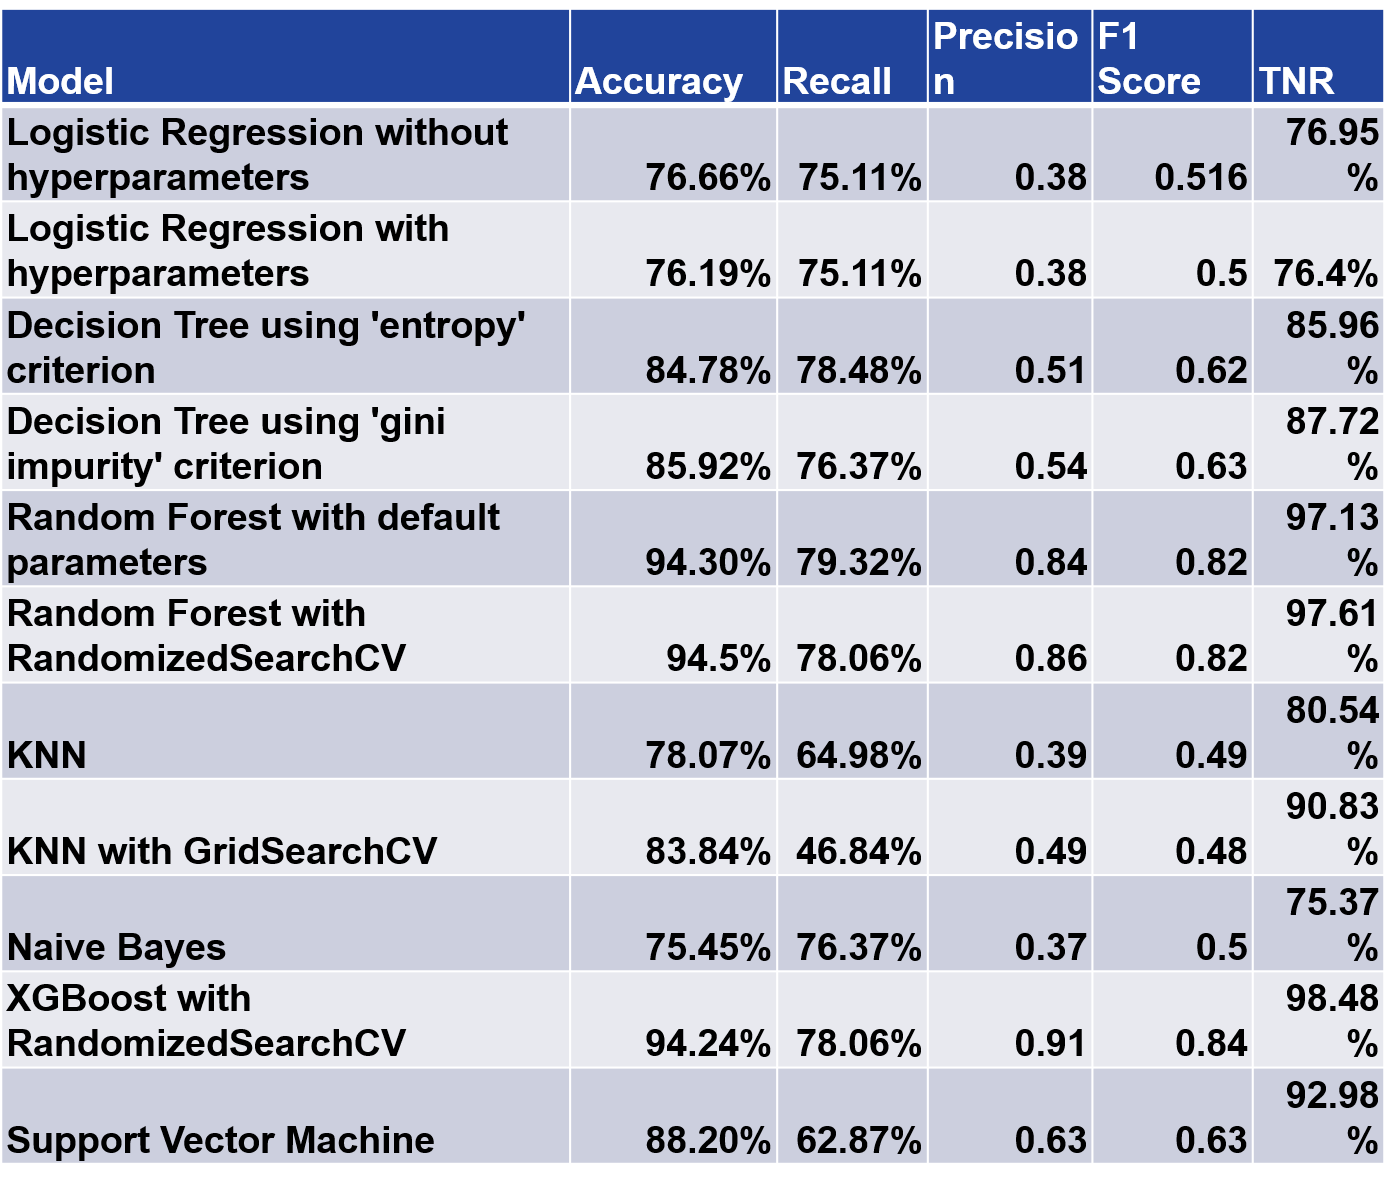 Model Accuracy Recall Precisio
n F1
Score TNR
Logistic Regression without
hyperparameters 76.66% 75.11% 0.38 0.516 76.95
%
Logistic Regression with
hyperparameters 76.19% 75.11% 0.38 0.5 76.4%
Decision Tree using 'entropy'
criterion 84.78% 78.48% 0.51 0.62 85.96
%
Decision Tree using 'gini
impurity' criterion 85.92% 76.37% 0.54 0.63 87.72
%
Random Forest with default
parameters 94.30% 79.32% 0.84 0.82 97.13
%
Random Forest with
RandomizedSearchCV 94.5% 78.06% 0.86 0.82 97.61
%
KNN 78.07% 64.98% 0.39 0.49 80.54
%
KNN with GridSearchCV 83.84% 46.84% 0.49 0.48 90.83
%
Naive Bayes 75.45% 76.37% 0.37 0.5 75.37
%
XGBoost with
RandomizedSearchCV 94.24% 78.06% 0.91 0.84 98.48
%
Support Vector Machine 88.20% 62.87% 0.63 0.63 92.98
%